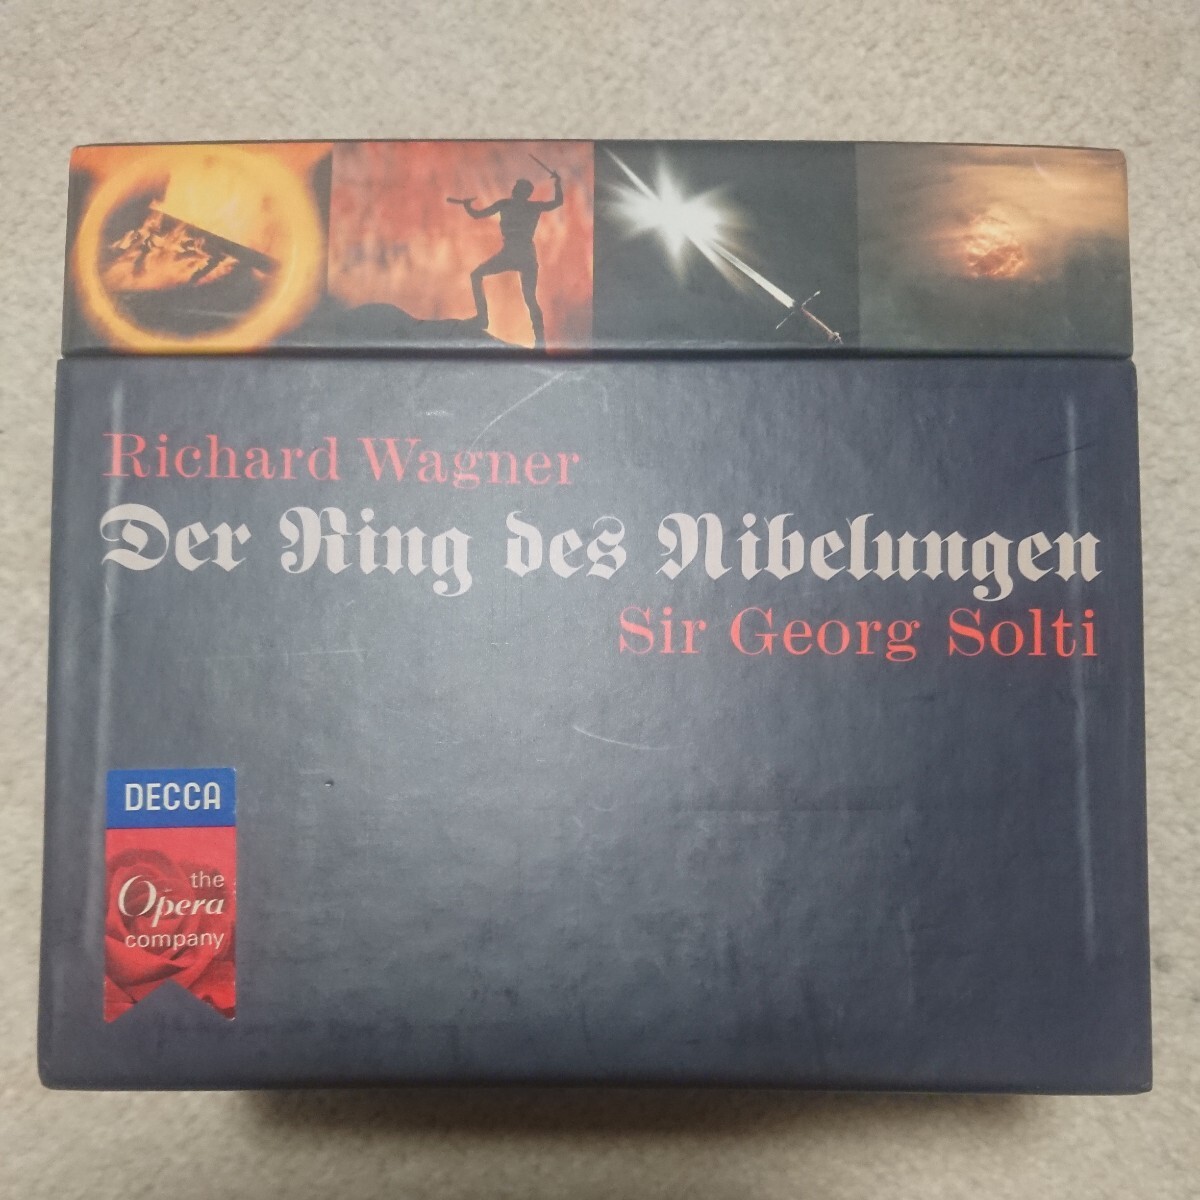 Richard Wagner
Der Ring des Nibelungen
Sir Georg Solti
DECCA
the
Opera
company